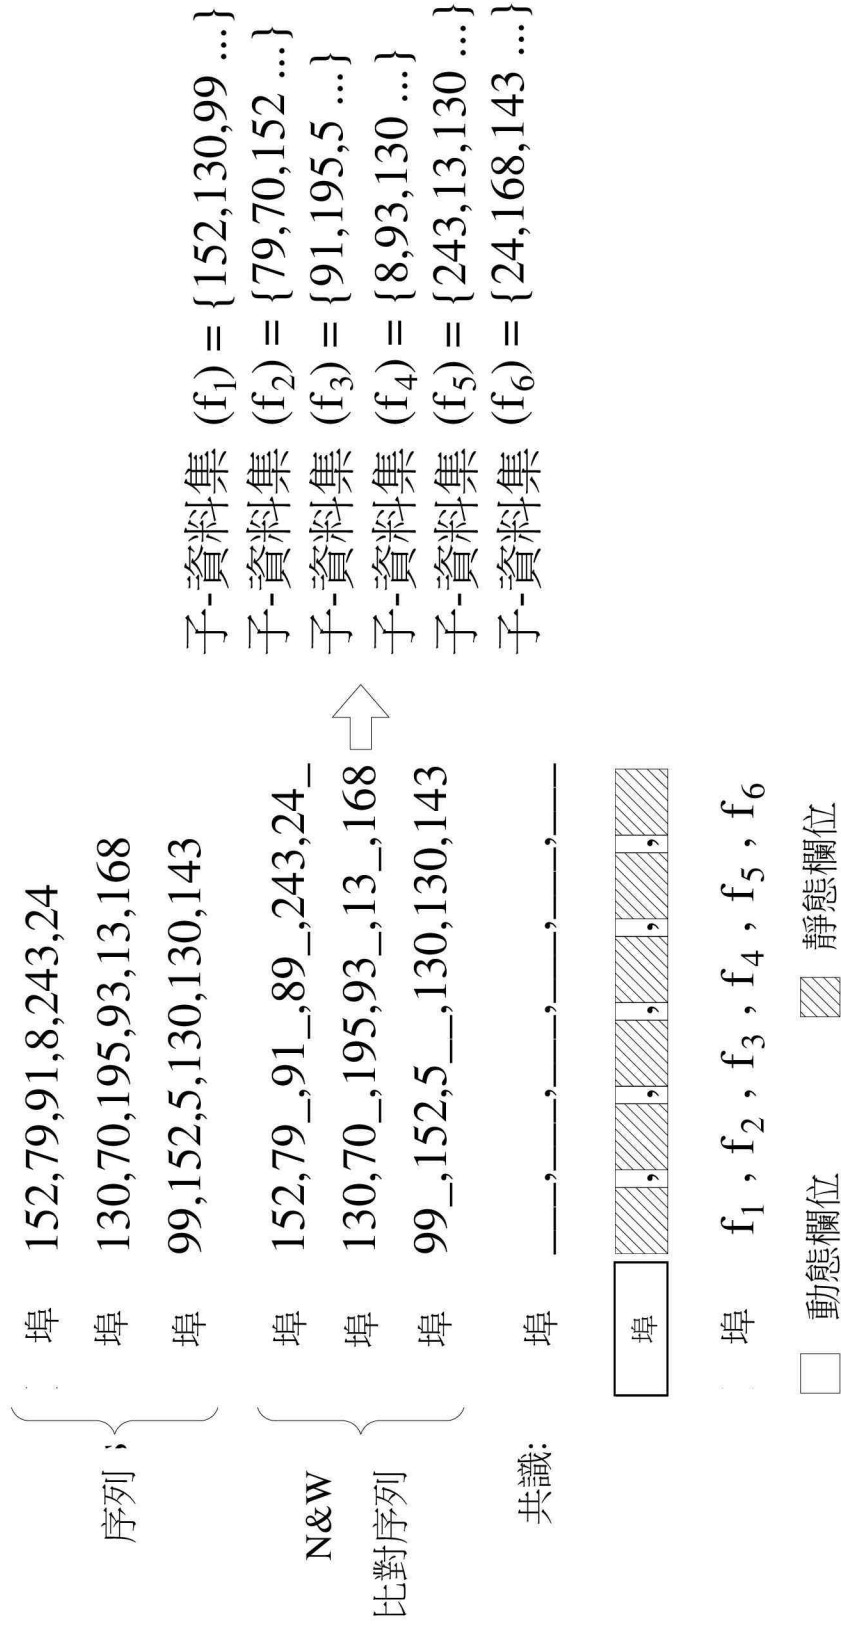 序列 ;
埠 152,79,91,8,243,24
埠 130,70,195,93,13,168
埠 99,152,5,130,130,143
N&W
比對序列
埠 152,79_,91_,89_,243,24_
埠 130,70_,195,93_,13_,168
埠 99_,152,5__,130,130,143
共識:
埠 ___,___,___,___,___,___
埠 , , , , ,
埠 f1 , f2 , f3 , f4 , f5 , f6
動態欄位
靜態欄位
子-資料集 (f1) = {152,130,99 ...}
子-資料集 (f2) = {79,70,152 ...}
子-資料集 (f3) = {91,195,5 ...}
子-資料集 (f4) = {8,93,130 ...}
子-資料集 (f5) = {243,13,130 ...}
子-資料集 (f6) = {24,168,143 ...}